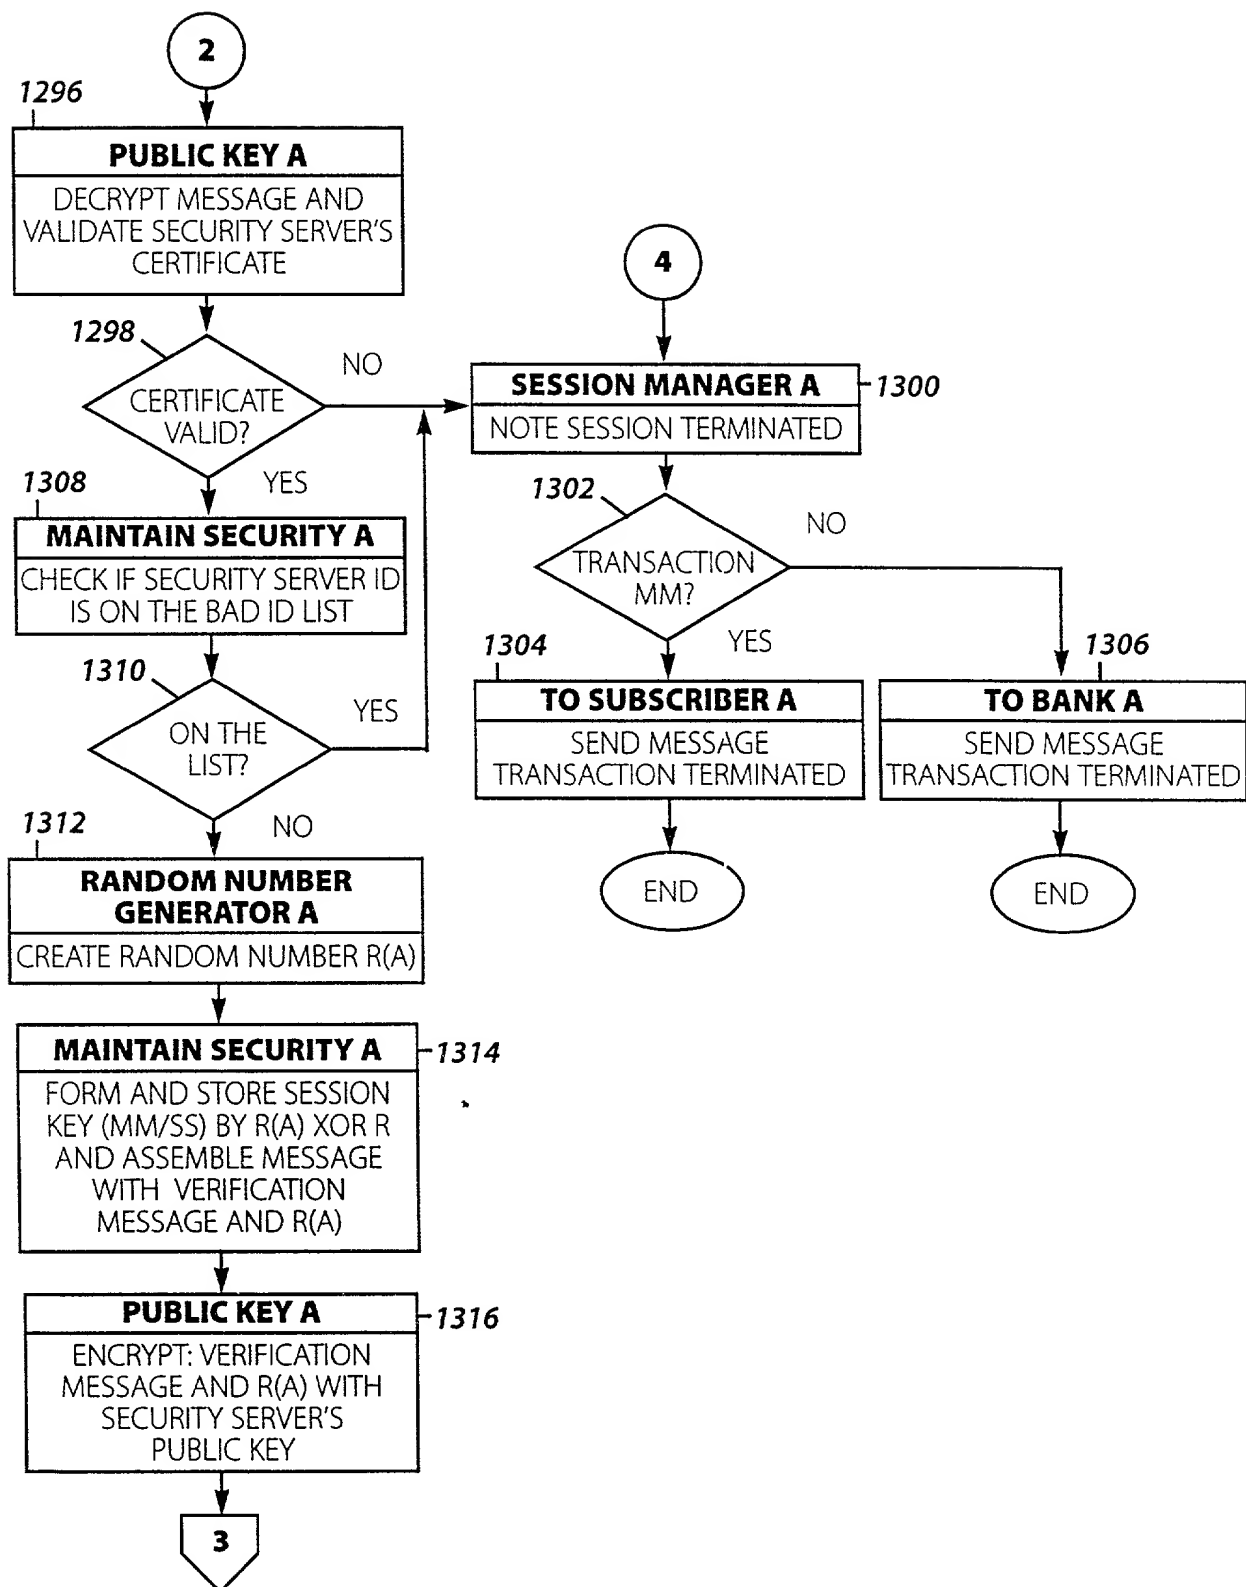 2
1296
PUBLIC KEY A
DECRYPT MESSAGE AND
VALIDATE SECURITY SERVER'S
CERTIFICATE
1298
CERTIFICATE
VALID?
NO
YES
1308
MAINTAIN SECURITY A
CHECK IF SECURITY SERVER ID
IS ON THE BAD ID LIST
1310
ON THE
LIST?
YES
NO
1312
RANDOM NUMBER
GENERATOR A
CREATE RANDOM NUMBER R(A)
MAINTAIN SECURITY A
1314
FORM AND STORE SESSION
KEY (MM/SS) BY R(A) XOR R
AND ASSEMBLE MESSAGE
WITH VERIFICATION
MESSAGE AND R(A)
PUBLIC KEY A
1316
ENCRYPT: VERIFICATION
MESSAGE AND R(A) WITH
SECURITY SERVER'S
PUBLIC KEY
3
4
SESSION MANAGER A
1300
NOTE SESSION TERMINATED
1302
TRANSACTION
MM?
NO
YES
1304
TO SUBSCRIBER A
SEND MESSAGE
TRANSACTION TERMINATED
END
1306
TO BANK A
SEND MESSAGE
TRANSACTION TERMINATED
END